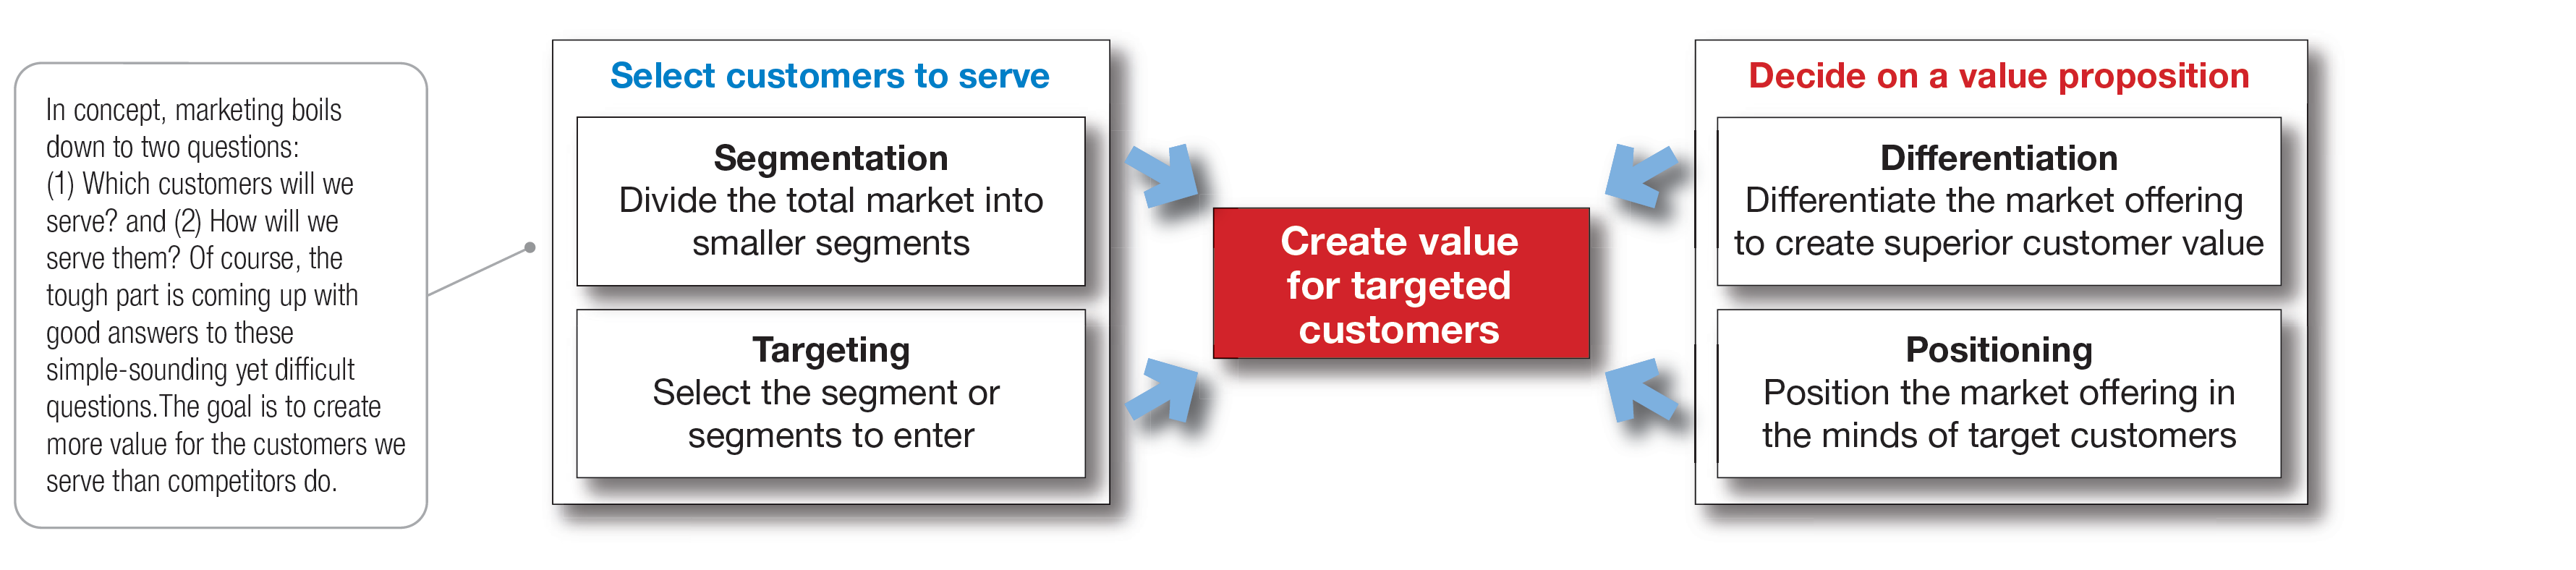 In concept, marketing boils
down to two questions:
(1) Which customers will we
serve? and (2) How will we
serve them? Of course, the
tough part is coming up with
good answers to these
simple-sounding yet difficult
questions.The goal is to create
more value for the customers we
serve than competitors do.
Select customers to serve
Segmentation
Divide the total market into
smaller segments
Targeting
Select the segment or
segments to enter
Create value
for targeted
customers
Decide on a value proposition
Differentiation
Differentiate the market offering
to create superior customer value
Positioning
Position the market offering in
the minds of target customers